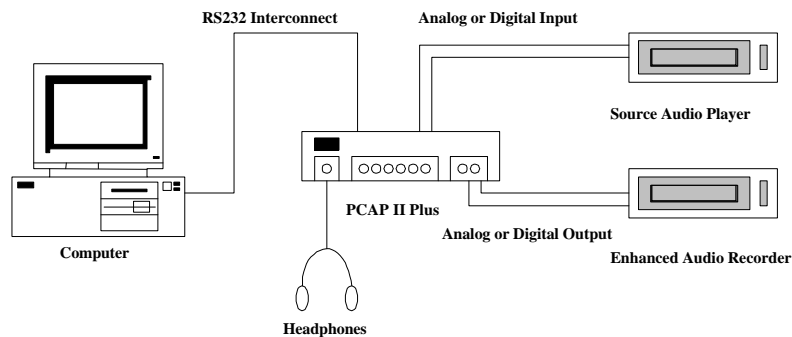 RS232 Interconnect
Analog or Digital Input
Source Audio Player
PCAP II Plus
Analog or Digital Output
Computer
Enhanced Audio Recorder
Headphones